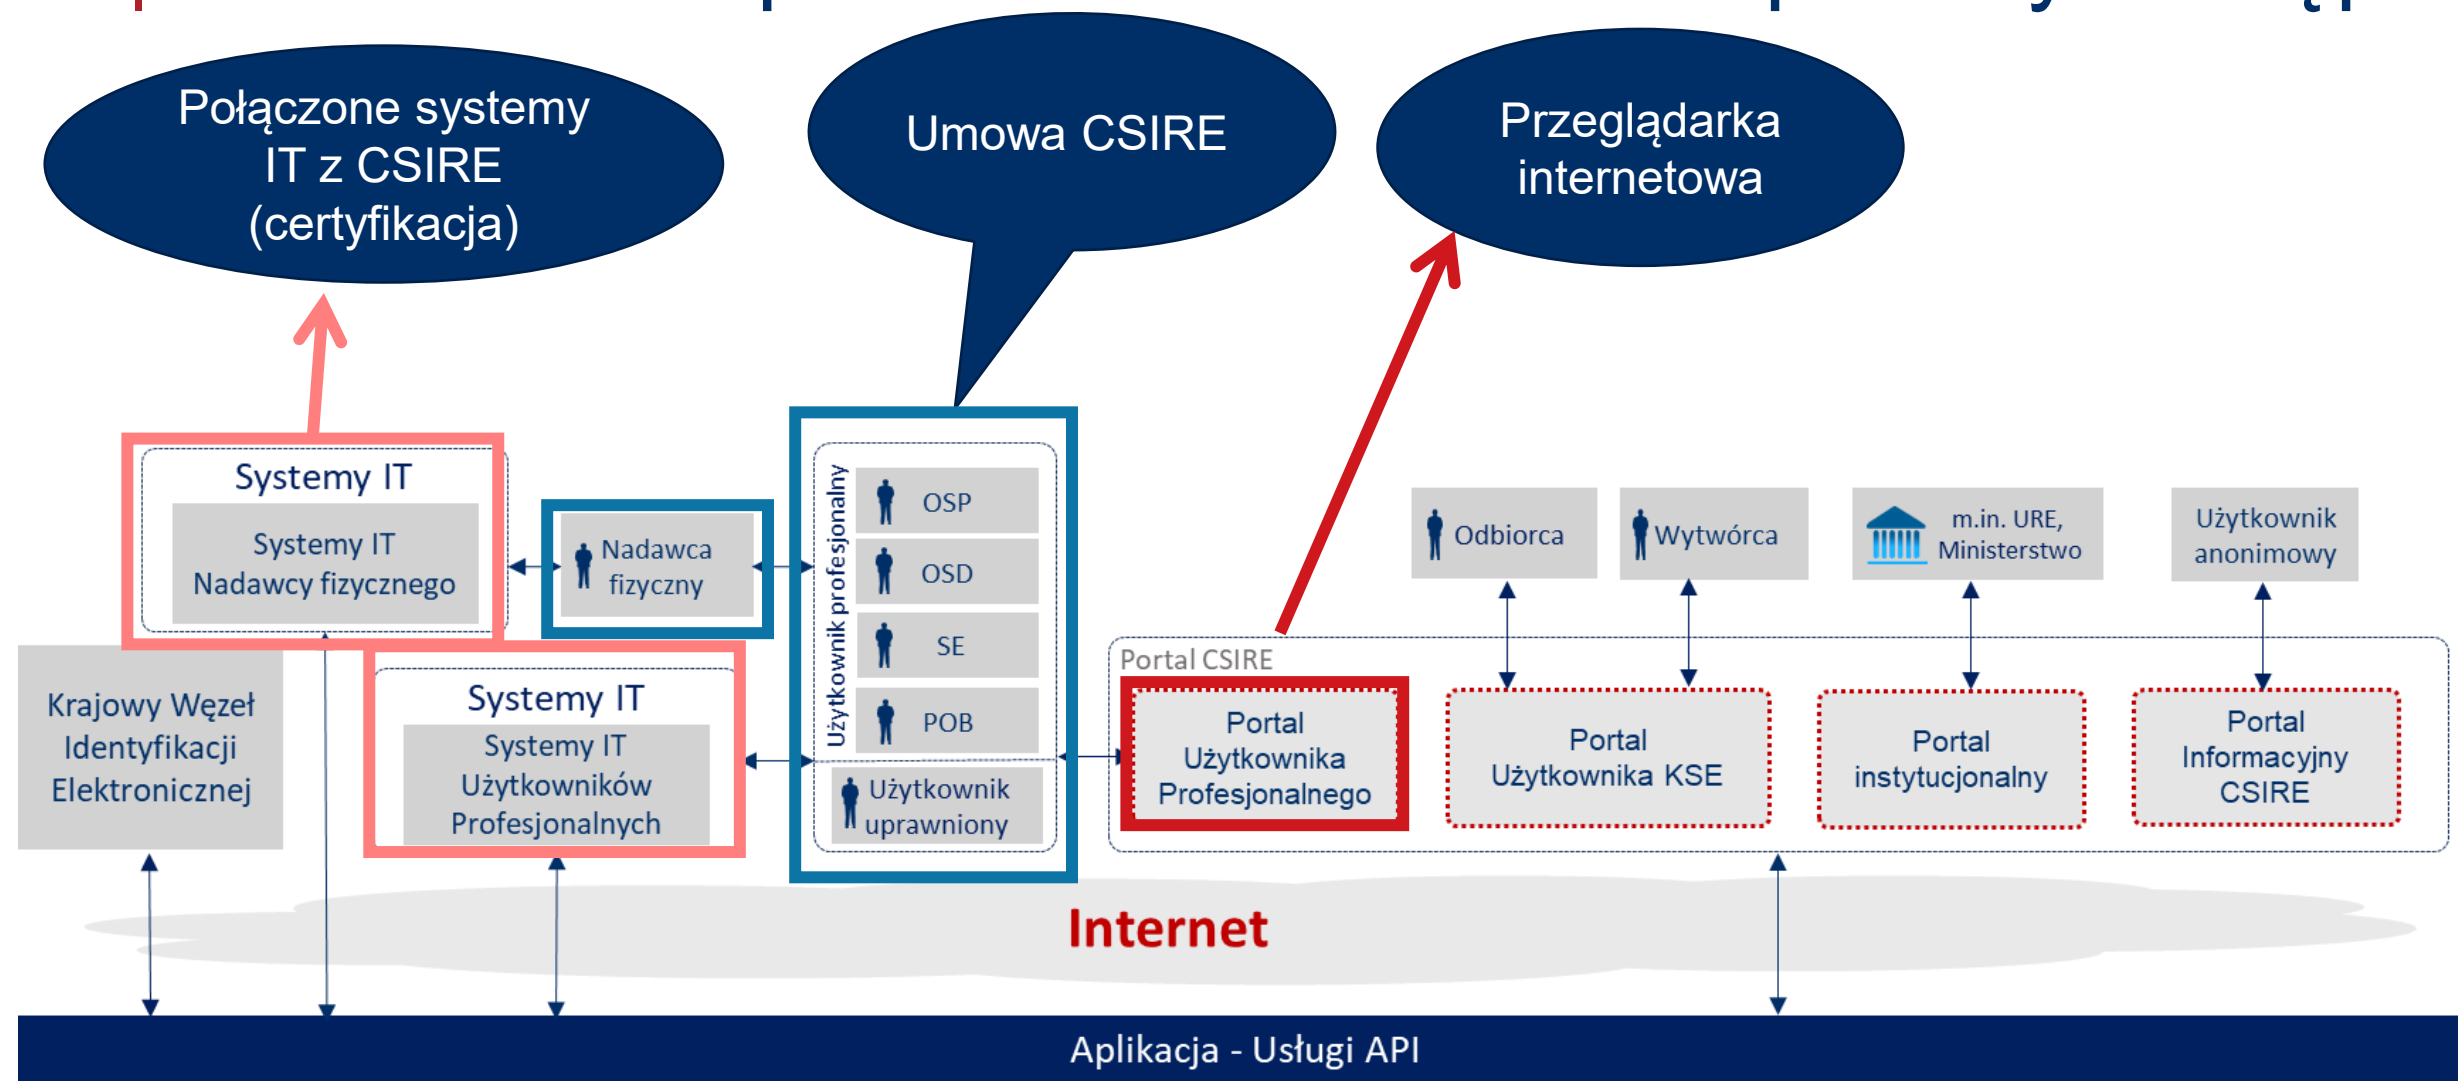 Połączone systemy
IT z CSIRE
(certyfikacja)
Umowa CSIRE
Przeglądarka
internetowa
Systemy IT
Systemy IT
Nadawcy fizycznego
Nadawca
fizyczny
Użytkownik profesjonalny
OSP
OSD
SE
POB
Użytkownik
uprawniony
Odbiorca
Wytwórca
m.in. URE,
Ministerstwo
Użytkownik
anonimowy
Krajowy Węzeł
Identyfikacji
Elektronicznej
Systemy IT
Systemy IT
Użytkowników
Profesjonalnych
Portal CSIRE
Portal
Użytkownika
Profesjonalnego
Portal
Użytkownika KSE
Portal
instytucjonalny
Portal
Informacyjny
CSIRE
Internet
Aplikacja - Usługi API